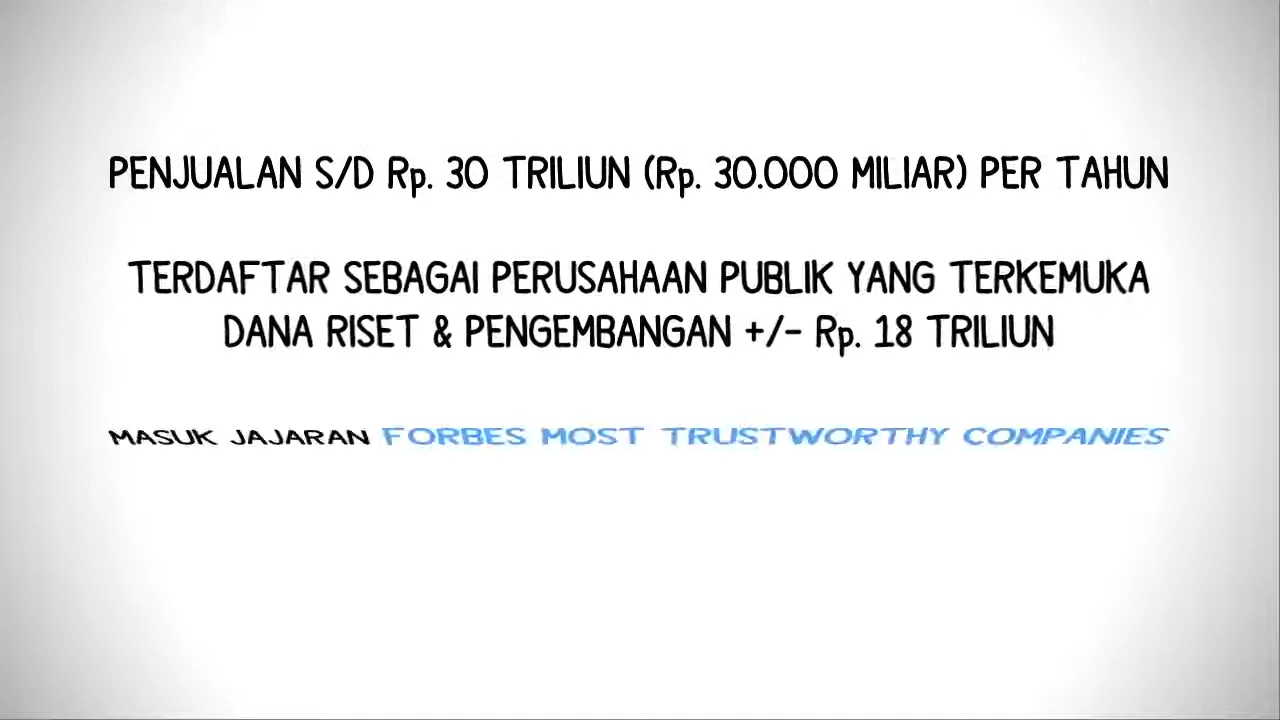 PENJUALAN S/D Rp. 30 TRILIUN (Rp. 30.000 MILIAR) PER TAHUN
TERDAFTAR SEBAGAI PERUSAHAAN PUBLIK YANG TERKEMUKA
DANA RISET & PENGEMBANGAN +/- Rp. 18 TRILIUN
MASUK JAJARAN FORBES MOST TRUSTWORTHY COMPANIES